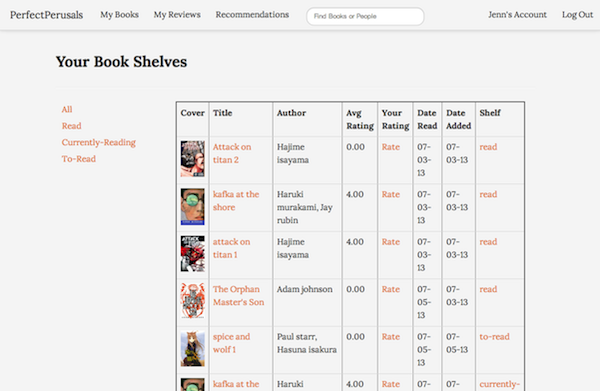 PerfectPerusals My Books My Reviews Recommendations Find Books or People Jenn's Account Log Out
Your Book Shelves
All
Read
Currently-Reading
To-Read
Cover Title Author Avg Rating Your Rating Date Read Date Added Shelf
Attack on titan 2 Hajime isayama 0.00 Rate 07-03-13 07-03-13 read
kafka at the shore Haruki murakami, Jay rubin 4.00 Rate 07-03-13 07-03-13 read
attack on titan 1 Hajime isayama 4.00 Rate 07-03-13 07-03-13 read
The Orphan Master's Son Adam johnson 0.00 Rate 07-05-13 07-03-13 read
spice and wolf 1 Paul starr, Hasuna isakura 0.00 Rate 07-05-13 07-05-13 to-read
kafka at the Haruki 4.00 Rate 07- 07- currently-